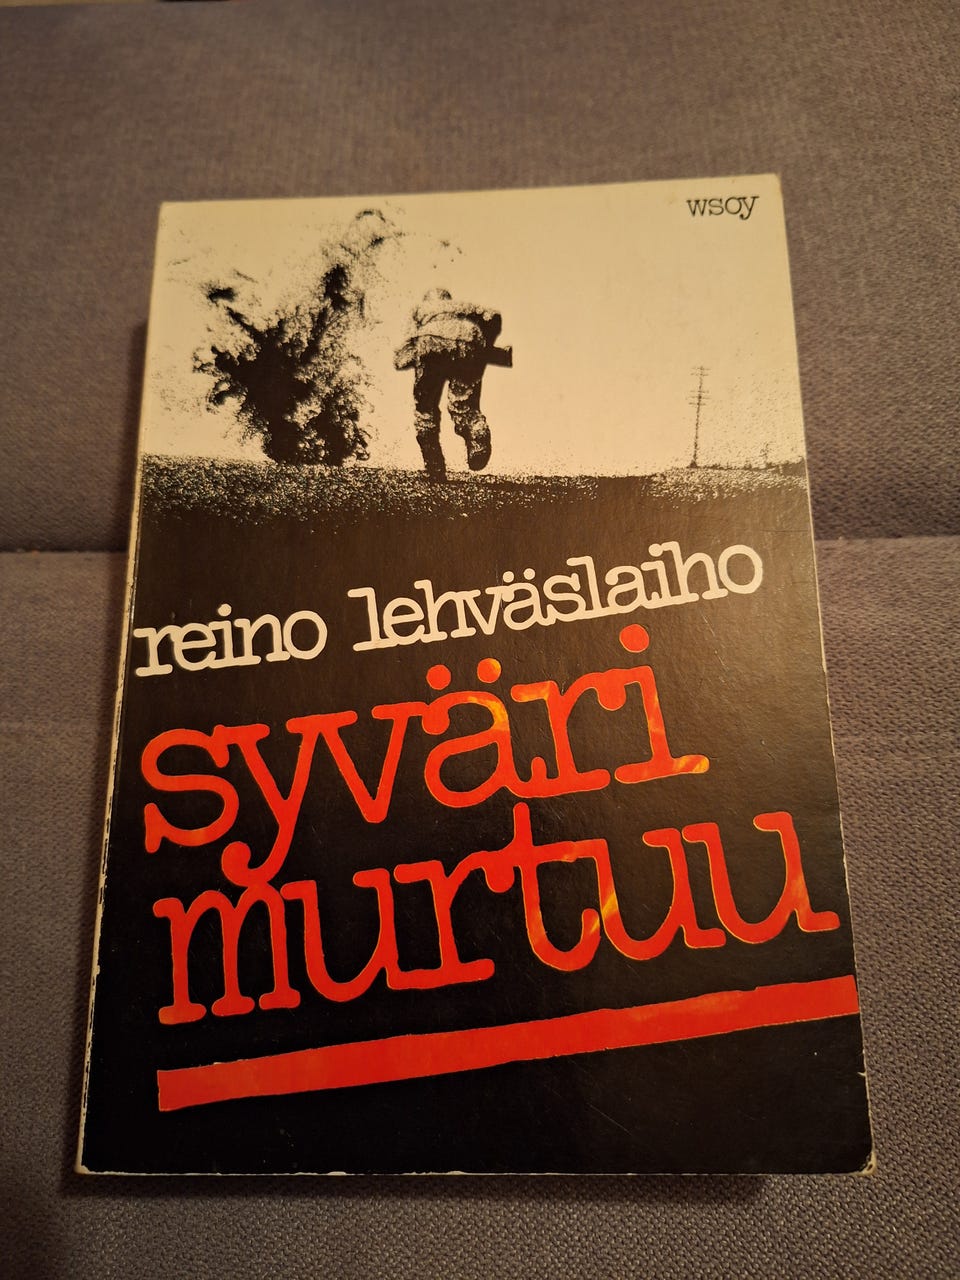 wsoy
reino lehväslaiho
syväri
murtuu